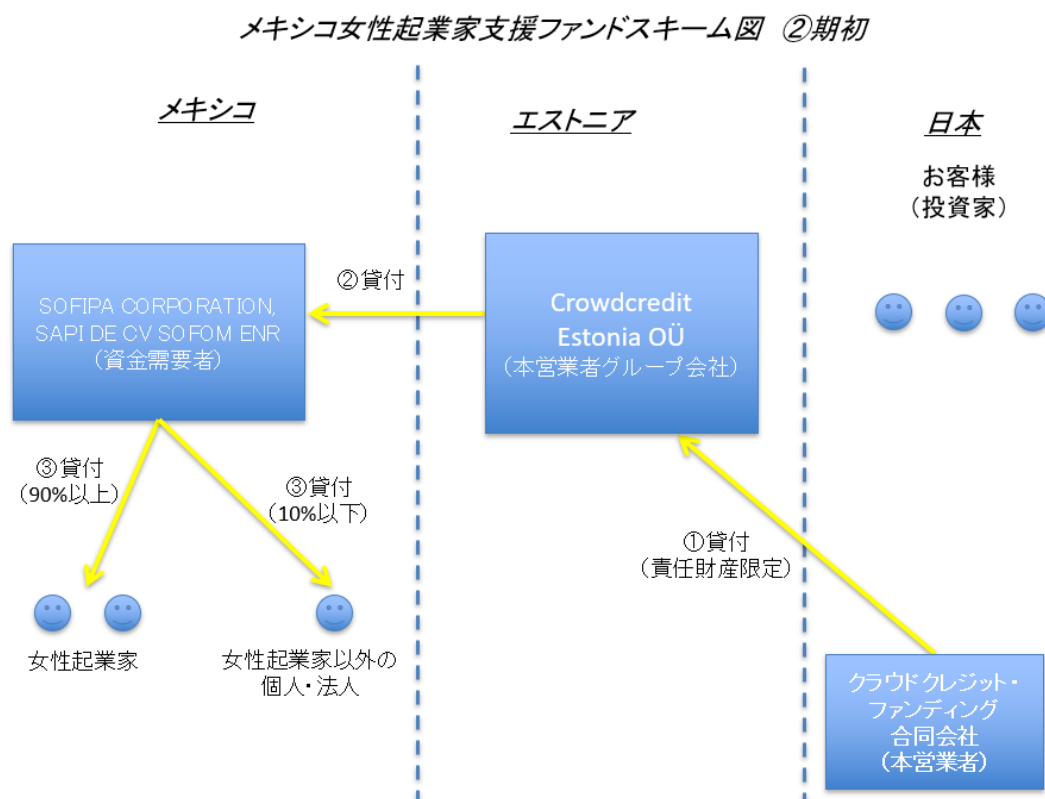 メキシコ女性起業家支援ファンドスキーム図 ②期初
メキシコ
エストニア
日本
お客様
（投資家）
SOFIPA CORPORATION,
SAPI DE CV SOFOM ENR
（資金需要者）
②貸付
Crowdcredit
Estonia OÜ
（本営業者グループ会社）
③貸付
（90%以上）
③貸付
（10%以下）
①貸付
（責任財産限定）
女性起業家
女性起業家以外の
個人・法人
クラウドクレジット・
ファンディング
合同会社
（本営業者）